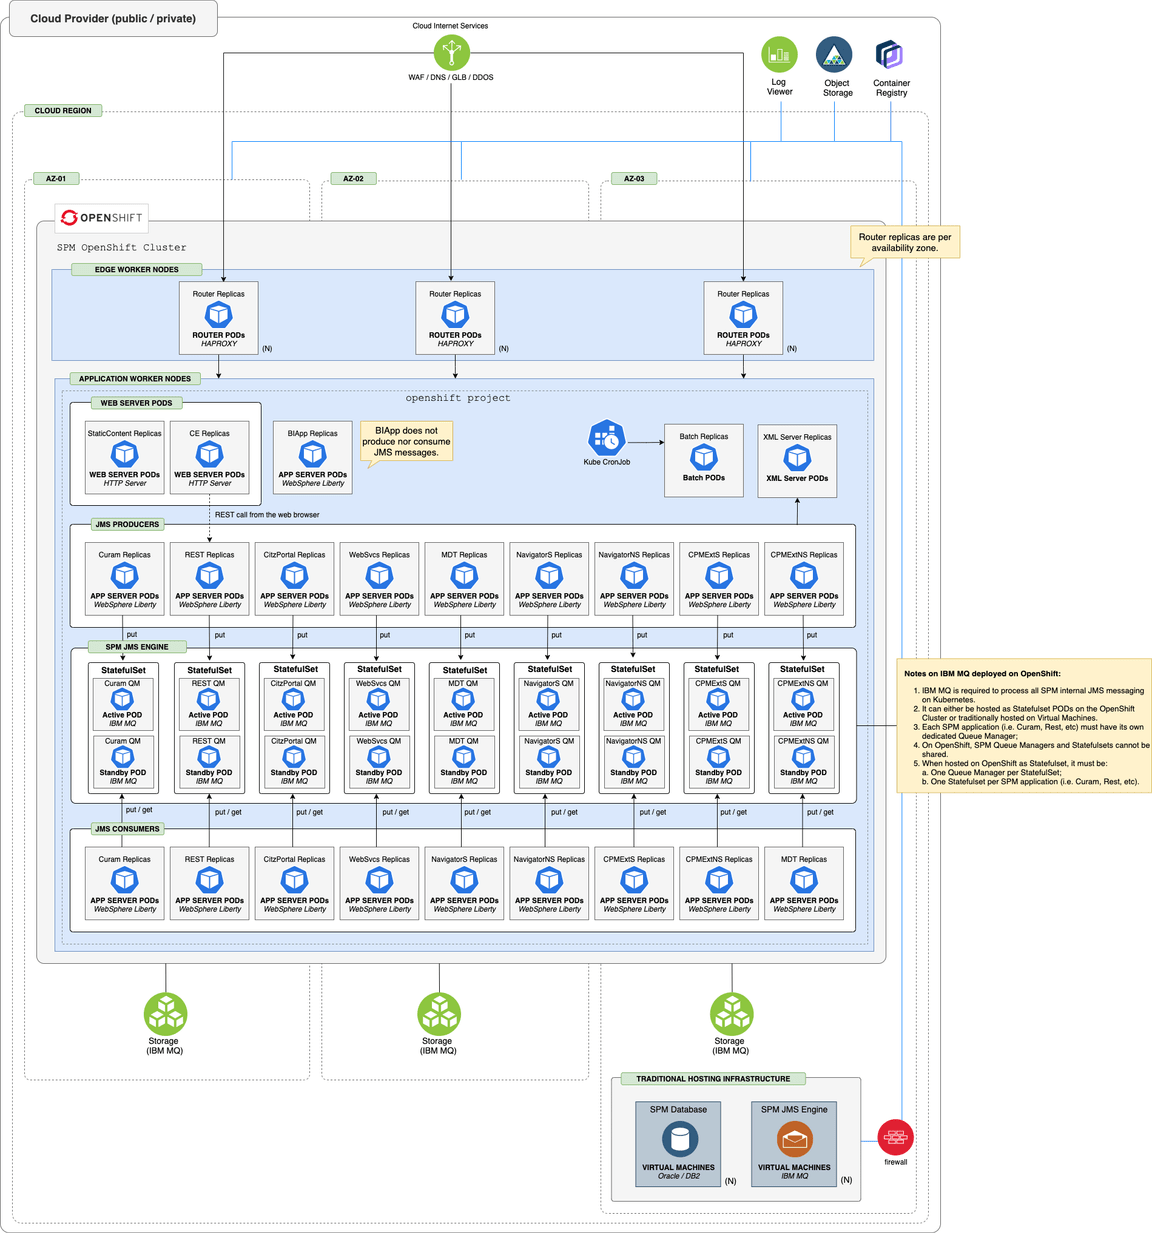 Cloud Provider (public / private)
Cloud Internet Services
WAF / DNS / GLB / DDOS
Log
Viewer
Object
Storage
Container
Registry
CLOUD REGION
AZ-01
AZ-02
AZ-03
OPENSHIFT
SPM OpenShift Cluster
Router replicas are per
availability zone.
EDGE WORKER NODES
Router Replicas
ROUTER PODs
HAPROXY
(N)
Router Replicas
ROUTER PODs
HAPROXY
(N)
Router Replicas
ROUTER PODs
HAPROXY
(N)
APPLICATION WORKER NODES
openshift project
WEB SERVER PODS
StaticContent Replicas
WEB SERVER PODs
HTTP Server
CE Replicas
WEB SERVER PODs
HTTP Server
BIApp Replicas
APP SERVER PODs
WebSphere Liberty
BIApp does not
produce nor consume
JMS messages.
Kube CronJob
Batch Replicas
Batch PODs
XML Server Replicas
XML Server PODs
REST call from the web browser
JMS PRODUCERS
Curam Replicas
APP SERVER PODs
WebSphere Liberty
REST Replicas
APP SERVER PODs
WebSphere Liberty
CitzPortal Replicas
APP SERVER PODs
WebSphere Liberty
WebSvcs Replicas
APP SERVER PODs
WebSphere Liberty
MDT Replicas
APP SERVER PODs
WebSphere Liberty
NavigatorS Replicas
APP SERVER PODs
WebSphere Liberty
NavigatorNS Replicas
APP SERVER PODs
WebSphere Liberty
CPMExtS Replicas
APP SERVER PODs
WebSphere Liberty
CPMExtNS Replicas
APP SERVER PODs
WebSphere Liberty
put
put
put
put
put
put
put
put
put
SPM JMS ENGINE
StatefulSet
Curam QM
Active POD
IBM MQ
Curam QM
Standby POD
IBM MQ
StatefulSet
REST QM
Active POD
IBM MQ
REST QM
Standby POD
IBM MQ
StatefulSet
CitzPortal QM
Active POD
IBM MQ
CitzPortal QM
Standby POD
IBM MQ
StatefulSet
WebSvcs QM
Active POD
IBM MQ
WebSvcs QM
Standby POD
IBM MQ
StatefulSet
MDT QM
Active POD
IBM MQ
MDT QM
Standby POD
IBM MQ
StatefulSet
NavigatorS QM
Active POD
IBM MQ
NavigatorS QM
Standby POD
IBM MQ
StatefulSet
NavigatorNS QM
Active POD
IBM MQ
NavigatorNS QM
Standby POD
IBM MQ
StatefulSet
CPMExtS QM
Active POD
IBM MQ
CPMExtS QM
Standby POD
IBM MQ
StatefulSet
CPMExtNS QM
Active POD
IBM MQ
CPMExtNS QM
Standby POD
IBM MQ
Notes on IBM MQ deployed on OpenShift:
1. IBM MQ is required to process all SPM internal JMS messaging
on Kubernetes.
2. It can either be hosted as Statefulset PODs on the OpenShift
Cluster or traditionally hosted on Virtual Machines.
3. Each SPM application (i.e. Curam, Rest, etc) must have its own
dedicated Queue Manager;
4. On OpenShift, SPM Queue Managers and Statefulsets cannot be
shared.
5. When hosted on OpenShift as Statefulset, it must be:
a. One Queue Manager per StatefulSet;
b. One Statefulset per SPM application (i.e. Curam, Rest, etc).
put / get
put / get
put / get
put / get
put / get
put / get
put / get
put / get
put / get
JMS CONSUMERS
Curam Replicas
APP SERVER PODs
WebSphere Liberty
REST Replicas
APP SERVER PODs
WebSphere Liberty
CitzPortal Replicas
APP SERVER PODs
WebSphere Liberty
WebSvcs Replicas
APP SERVER PODs
WebSphere Liberty
NavigatorS Replicas
APP SERVER PODs
WebSphere Liberty
NavigatorNS Replicas
APP SERVER PODs
WebSphere Liberty
CPMExtS Replicas
APP SERVER PODs
WebSphere Liberty
CPMExtNS Replicas
APP SERVER PODs
WebSphere Liberty
MDT Replicas
APP SERVER PODs
WebSphere Liberty
Storage
(IBM MQ)
Storage
(IBM MQ)
Storage
(IBM MQ)
TRADITIONAL HOSTING INFRASTRUCTURE
SPM Database
VIRTUAL MACHINES
Oracle / DB2
(N)
SPM JMS Engine
VIRTUAL MACHINES
IBM MQ
(N)
firewall